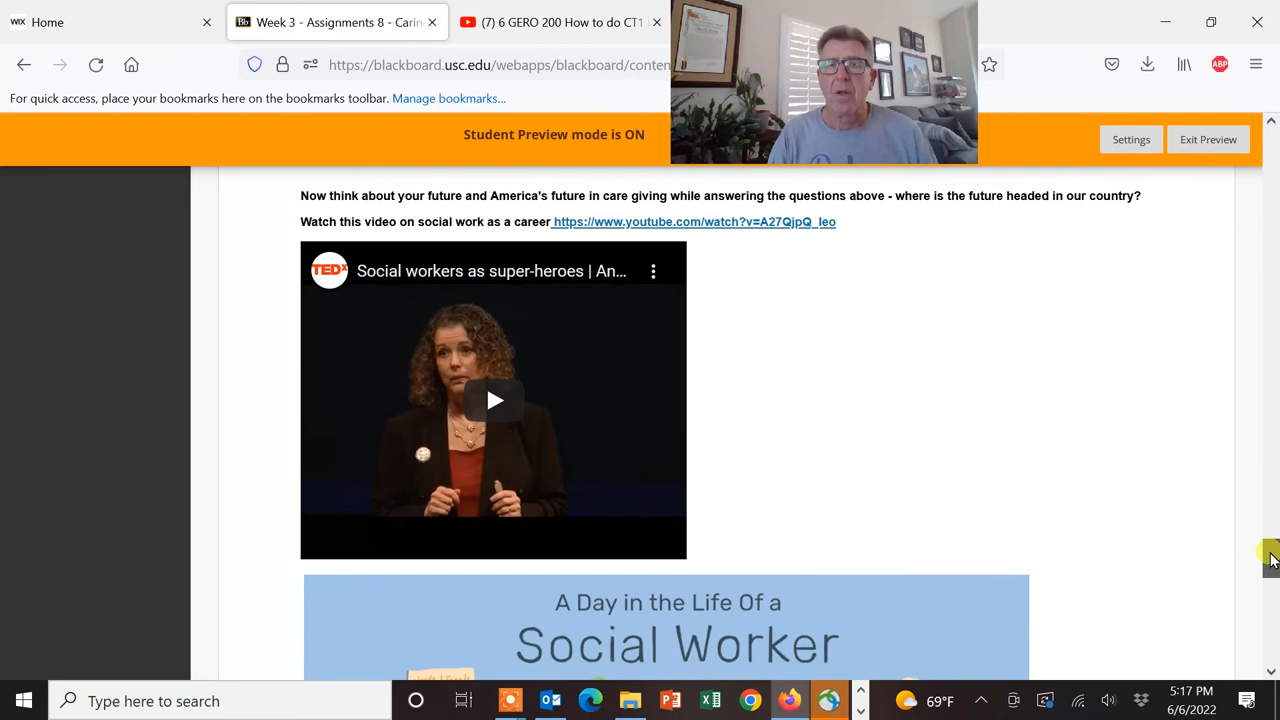 WiX Home
Bb Week 3 - Assignments 8 - Carin
(7) 6 GERO 200 How to do CT1
https://blackboard.usc.edu/webapps/blackboard/conten
ABP
For quick access, place your bookmarks here on the bookmarks toolbar. Manage bookmarks...
Student Preview mode is ON
Settings
Exit Preview
Now think about your future and America's future in care giving while answering the questions above - where is the future headed in our country?
Watch this video on social work as a career https://www.youtube.com/watch?v=A27QjpQ_Ieo
TEDx
Social workers as super-heroes | An...
A Day in the Life Of a
Social Worker
Type here to search
69°F
5:17 PM
6/6/2022